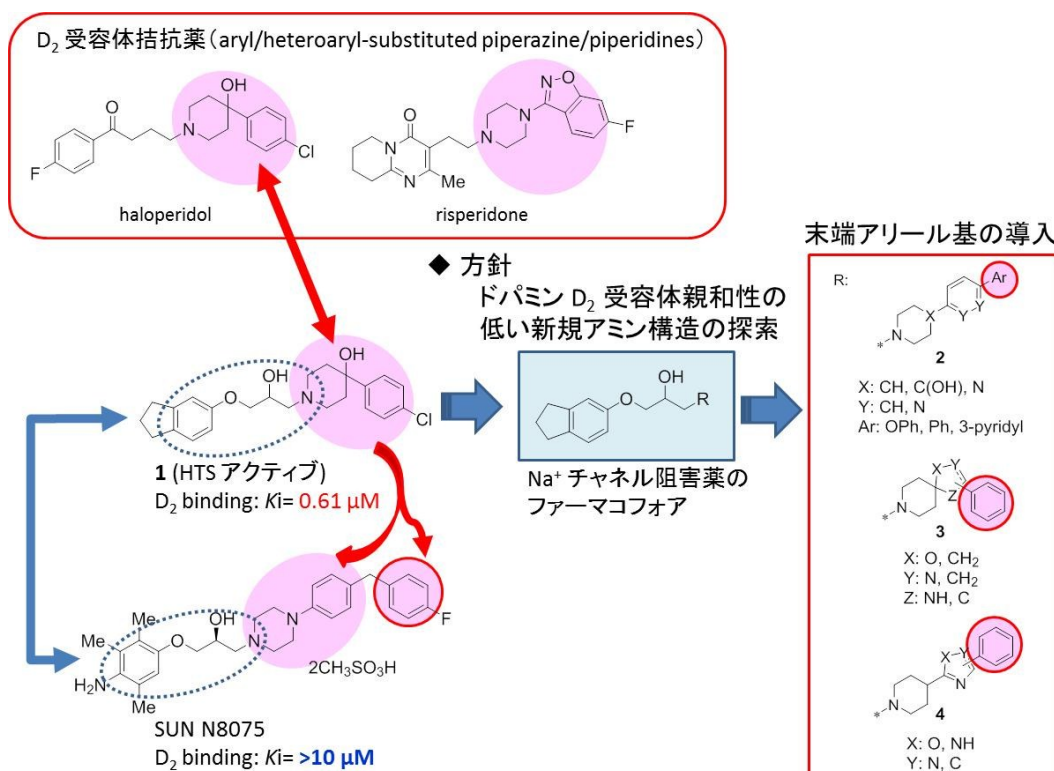 D₂ 受容体拮抗薬（aryl/heteroaryl-substituted piperazine/piperidines）
OH
O
N
F
Cl
haloperidol
O
N
N
Me
N
N
N
O
F
risperidone
◆ 方針
ドパミン D₂ 受容体親和性の
低い新規アミン構造の探索
末端アリール基の導入
OH
O
N
OH
Cl
1 (HTS アクティブ)
D₂ binding: Ki= 0.61 μM
OH
O
R
Na⁺ チャネル阻害薬の
ファーマコフォア
Me
Me
H₂N
Me
O
OH
N
N
F
2CH₃SO₃H
SUN N8075
D₂ binding: Ki= >10 μM
R:
Ar
Y
Y
X
N
*
2
X: CH, C(OH), N
Y: CH, N
Ar: OPh, Ph, 3-pyridyl
X
Y
Z
N
*
3
X: O, CH₂
Y: N, CH₂
Z: NH, C
X
Y
N
N
*
4
X: O, NH
Y: N, C